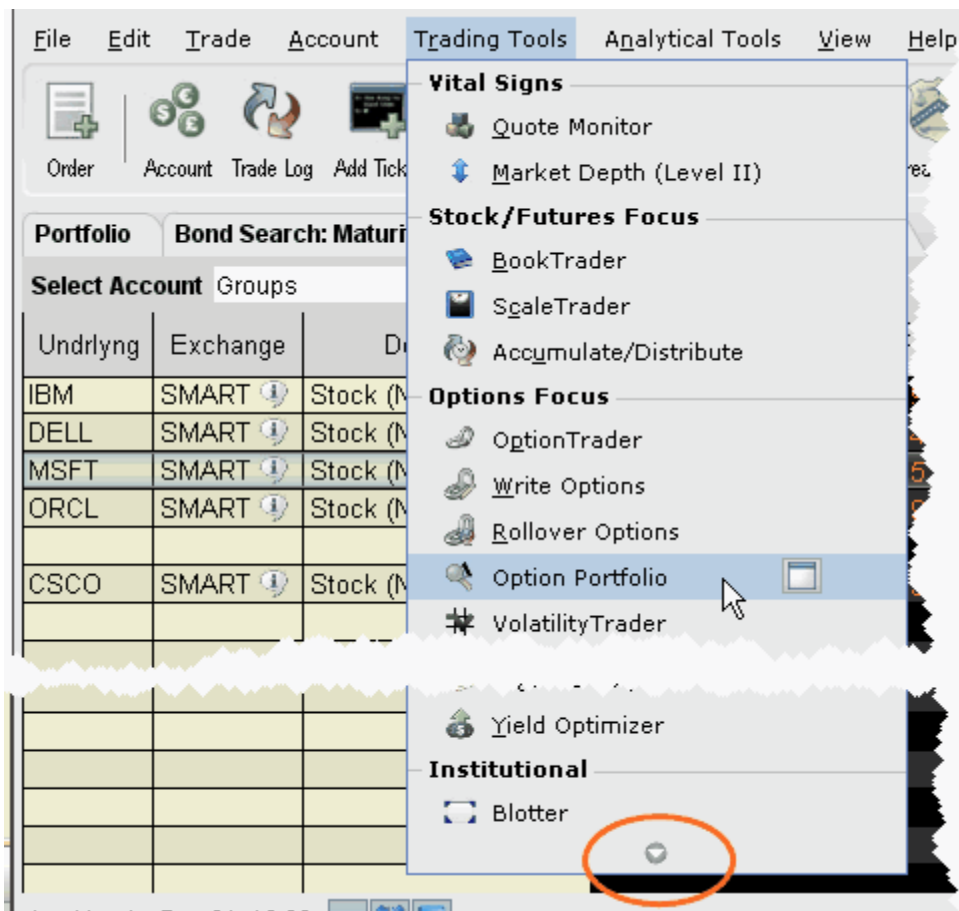 File Edit Trade Account Trading Tools Analytical Tools View Help
Order Account Trade Log Add Tick
Portfolio Bond Search: Maturi
Select Account Groups
Undrlyng Exchange
IBM SMART Stock (N
DELL SMART Stock (N
MSFT SMART Stock (N 5
ORCL SMART Stock (N
CSCO SMART Stock (N
Vital Signs
Quote Monitor
Market Depth (Level II)
Stock/Futures Focus
BookTrader
ScaleTrader
Accumulate/Distribute
Options Focus
OptionTrader
Write Options
Rollover Options
Option Portfolio
VolatilityTrader
Yield Optimizer
Institutional
Blotter